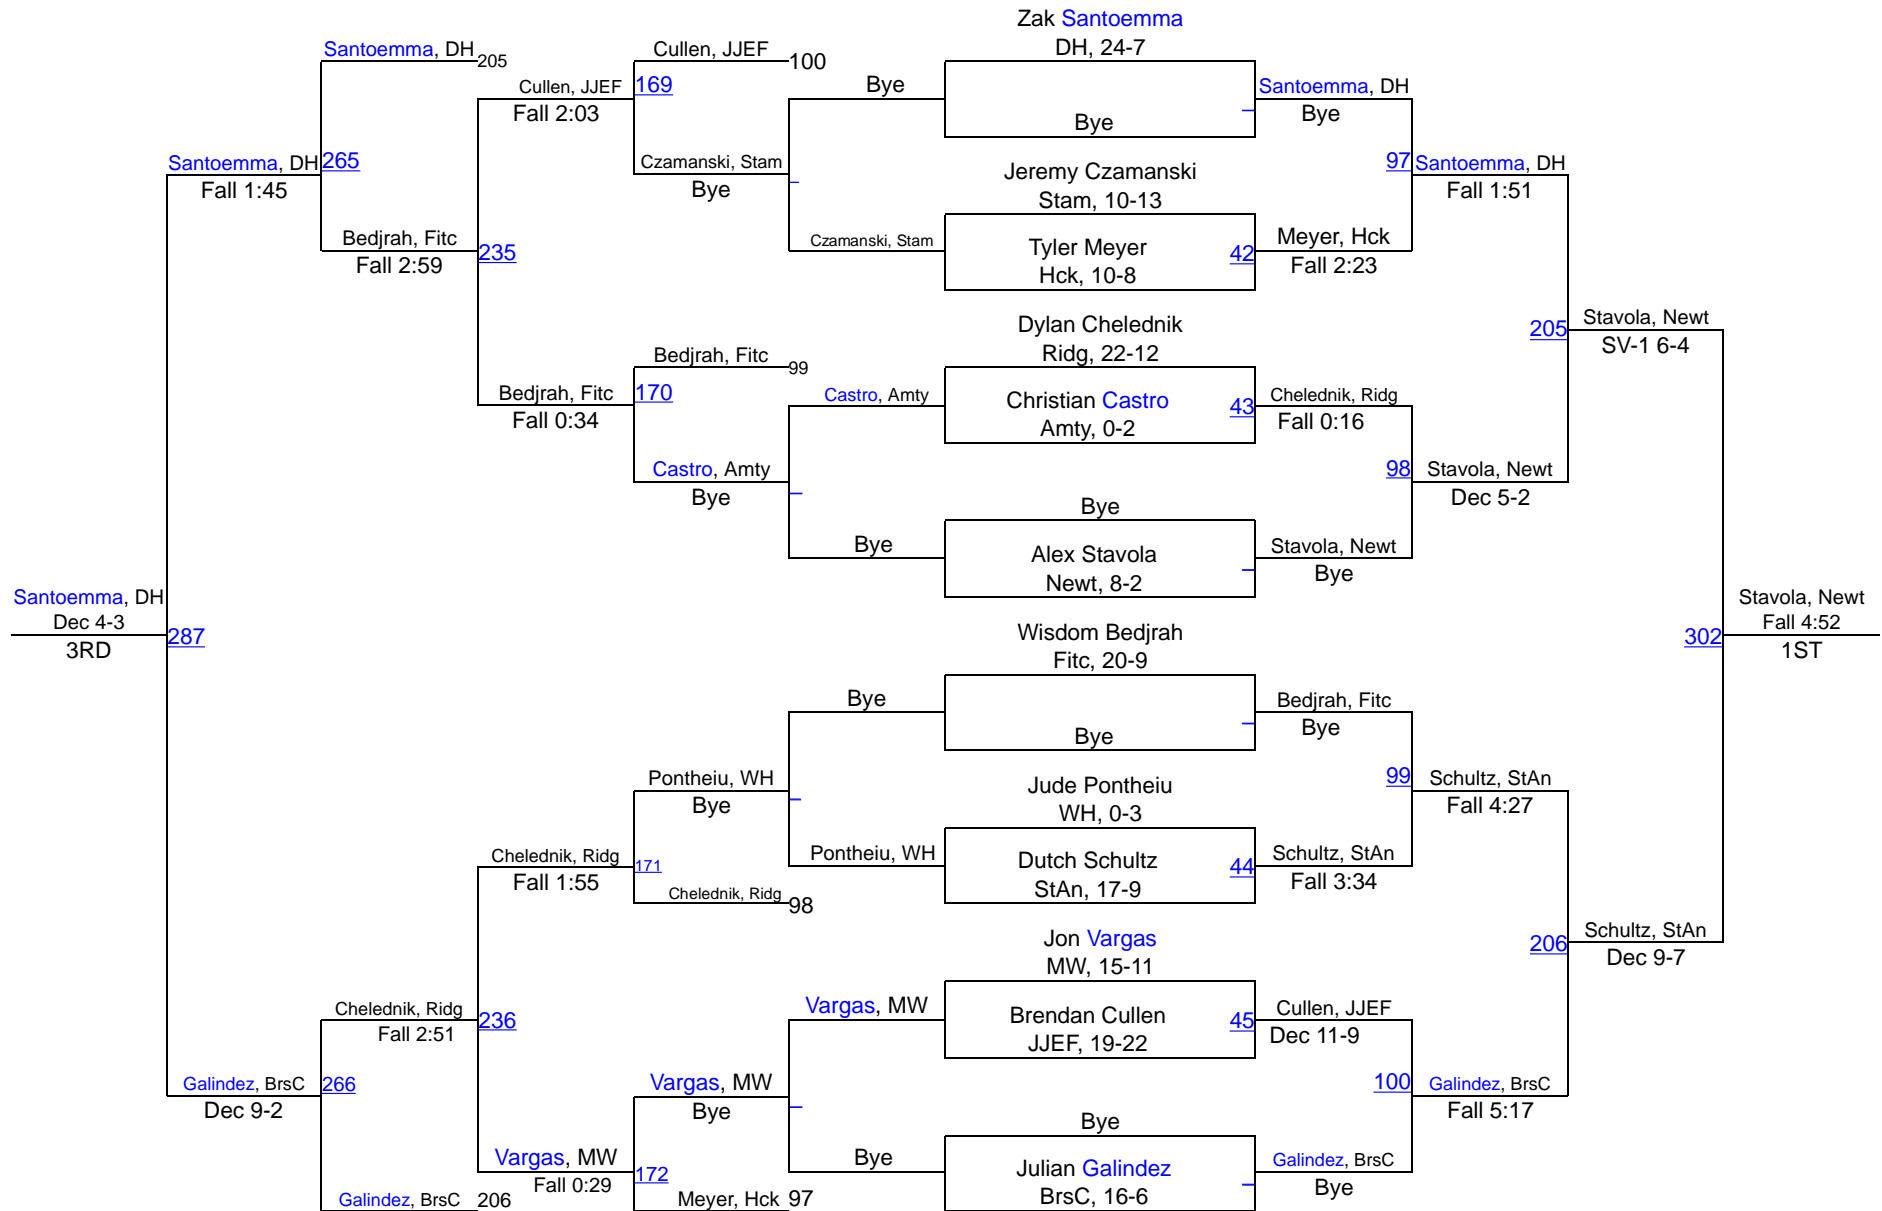 Zak Santoemma
DH, 24-7
Santoemma, DH
205
Cullen, JJEF
100
Cullen, JJEF
169
Fall 2:03
Bye
Bye
Santoemma, DH
Bye
Santoemma, DH
265
Fall 1:45
Czamanski, Stam
Bye
Jeremy Czamanski
Stam, 10-13
97
Santoemma, DH
Fall 1:51
Bedjrah, Fitc
235
Fall 2:59
Czamanski, Stam
Tyler Meyer
Hck, 10-8
42
Meyer, Hck
Fall 2:23
Dylan Chelednik
Ridg, 22-12
205
Stavola, Newt
SV-1 6-4
Bedjrah, Fitc
99
Bedjrah, Fitc
170
Fall 0:34
Castro, Amty
Christian Castro
Amty, 0-2
43
Chelednik, Ridg
Fall 0:16
Castro, Amty
Bye
98
Stavola, Newt
Dec 5-2
Bye
Bye
Alex Stavola
Newt, 8-2
Stavola, Newt
Bye
Santoemma, DH
Dec 4-3
3RD
287
Wisdom Bedjrah
Fitc, 20-9
302
Stavola, Newt
Fall 4:52
1ST
Bye
Bye
Bedjrah, Fitc
Bye
Pontheiu, WH
Bye
Jude Pontheiu
WH, 0-3
99
Schultz, StAn
Fall 4:27
Chelednik, Ridg
171
Fall 1:55
Pontheiu, WH
Dutch Schultz
StAn, 17-9
44
Schultz, StAn
Fall 3:34
Chelednik, Ridg
98
Jon Vargas
MW, 15-11
206
Schultz, StAn
Dec 9-7
Chelednik, Ridg
236
Fall 2:51
Vargas, MW
Brendan Cullen
JJEF, 19-22
45
Cullen, JJEF
Dec 11-9
Galindez, BrsC
266
Dec 9-2
Vargas, MW
Bye
100
Galindez, BrsC
Fall 5:17
Bye
Vargas, MW
172
Fall 0:29
Bye
Julian Galindez
BrsC, 16-6
Galindez, BrsC
Bye
Galindez, BrsC
206
Meyer, Hck
97